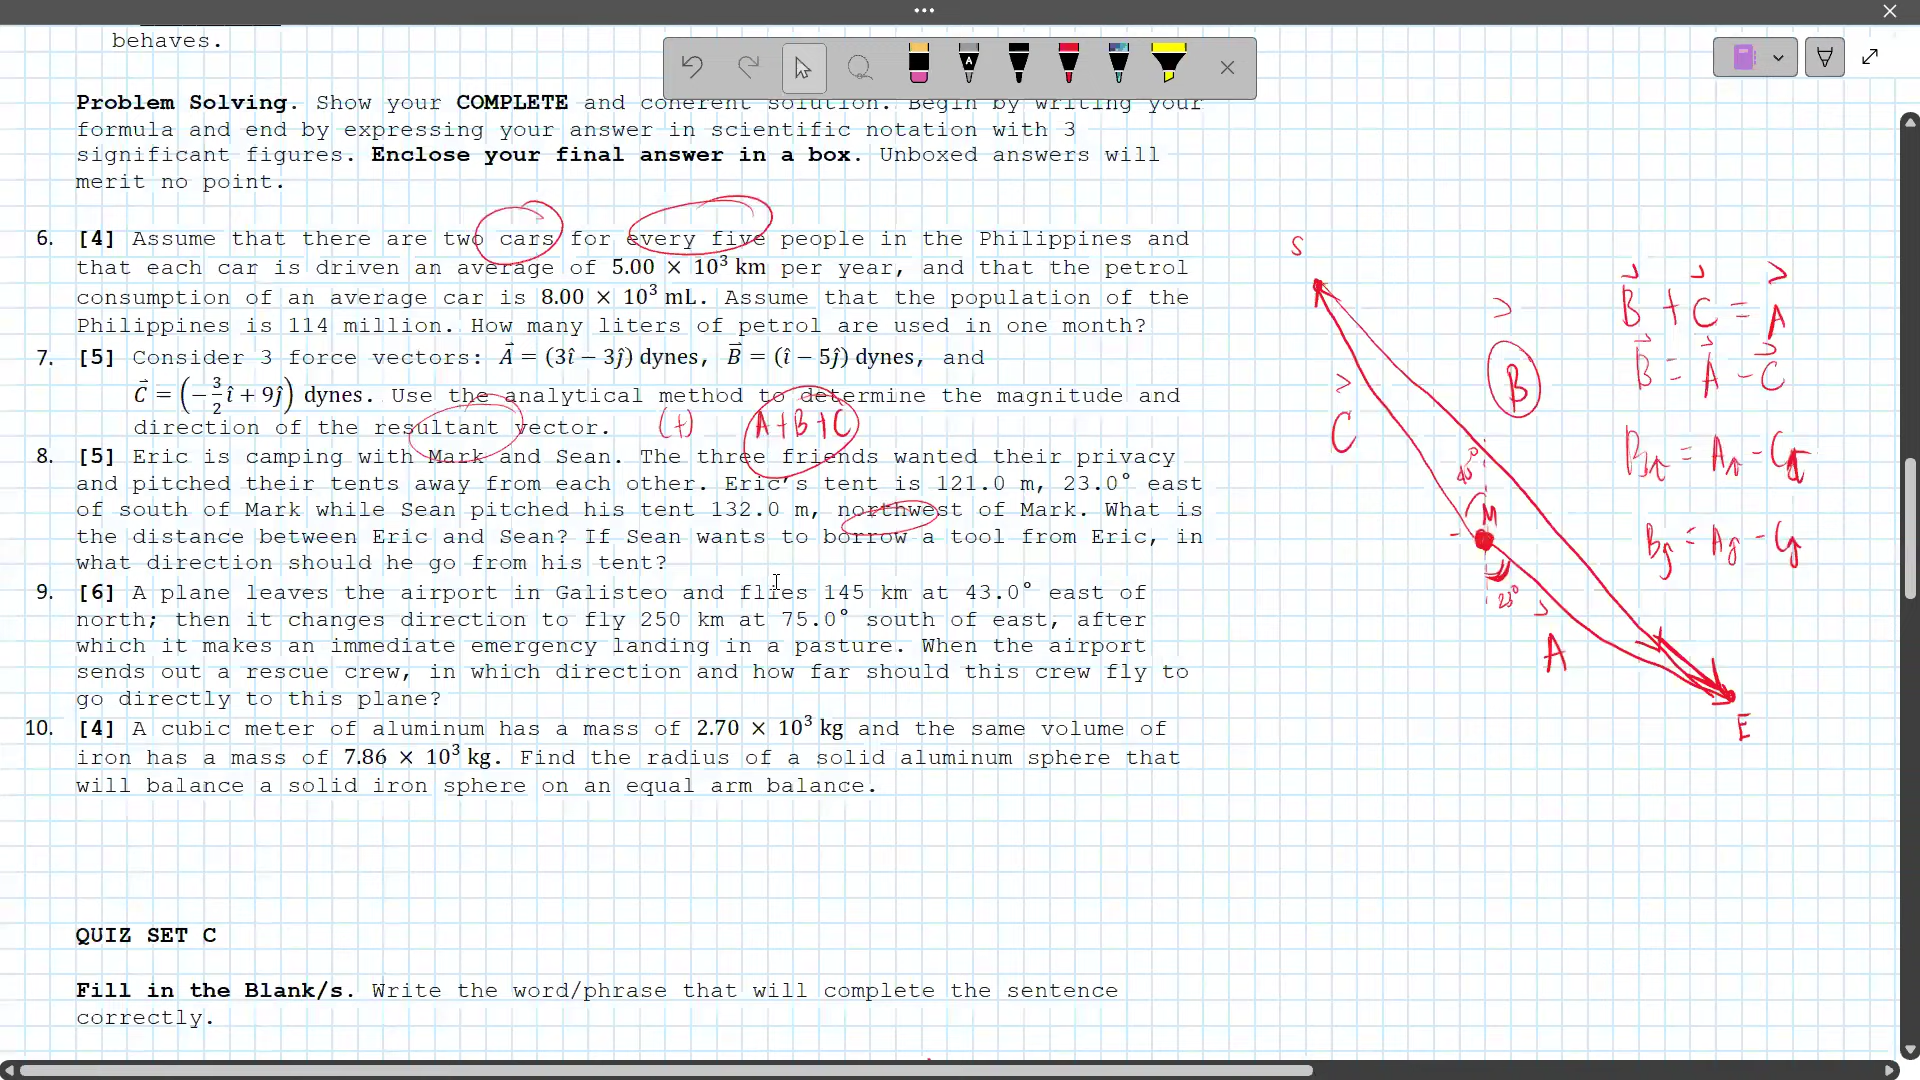 behaves.
Problem Solving. Show your COMPLETE and coherent solution. Begin by writing your
formula and end by expressing your answer in scientific notation with 3
significant figures. Enclose your final answer in a box. Unboxed answers will
merit no point.
6. [4] Assume that there are two cars for every five people in the Philippines and
that each car is driven an average of 5.00 × 10³ km per year, and that the petrol
consumption of an average car is 8.00 × 10³ mL. Assume that the population of the
Philippines is 114 million. How many liters of petrol are used in one month?
7. [5] Consider 3 force vectors: A⃗ = (3î − 3ĵ) dynes, B⃗ = (î − 5ĵ) dynes, and
C⃗ = (−3/2 î + 9ĵ) dynes. Use the analytical method to determine the magnitude and
direction of the resultant vector. (+) A+B+C
8. [5] Eric is camping with Mark and Sean. The three friends wanted their privacy
and pitched their tents away from each other. Eric's tent is 121.0 m, 23.0° east
of south of Mark while Sean pitched his tent 132.0 m, northwest of Mark. What is
the distance between Eric and Sean? If Sean wants to borrow a tool from Eric, in
what direction should he go from his tent?
9. [6] A plane leaves the airport in Galisteo and flies 145 km at 43.0° east of
north; then it changes direction to fly 250 km at 75.0° south of east, after
which it makes an immediate emergency landing in a pasture. When the airport
sends out a rescue crew, in which direction and how far should this crew fly to
go directly to this plane?
10. [4] A cubic meter of aluminum has a mass of 2.70 × 10³ kg and the same volume of
iron has a mass of 7.86 × 10³ kg. Find the radius of a solid aluminum sphere that
will balance a solid iron sphere on an equal arm balance.
QUIZ SET C
Fill in the Blank/s. Write the word/phrase that will complete the sentence
correctly.
S
C⃗
B⃗
45°
M
23°
A⃗
E
B⃗ + C⃗ = A⃗
B⃗ = A⃗ − C⃗
By = Ay − Cy